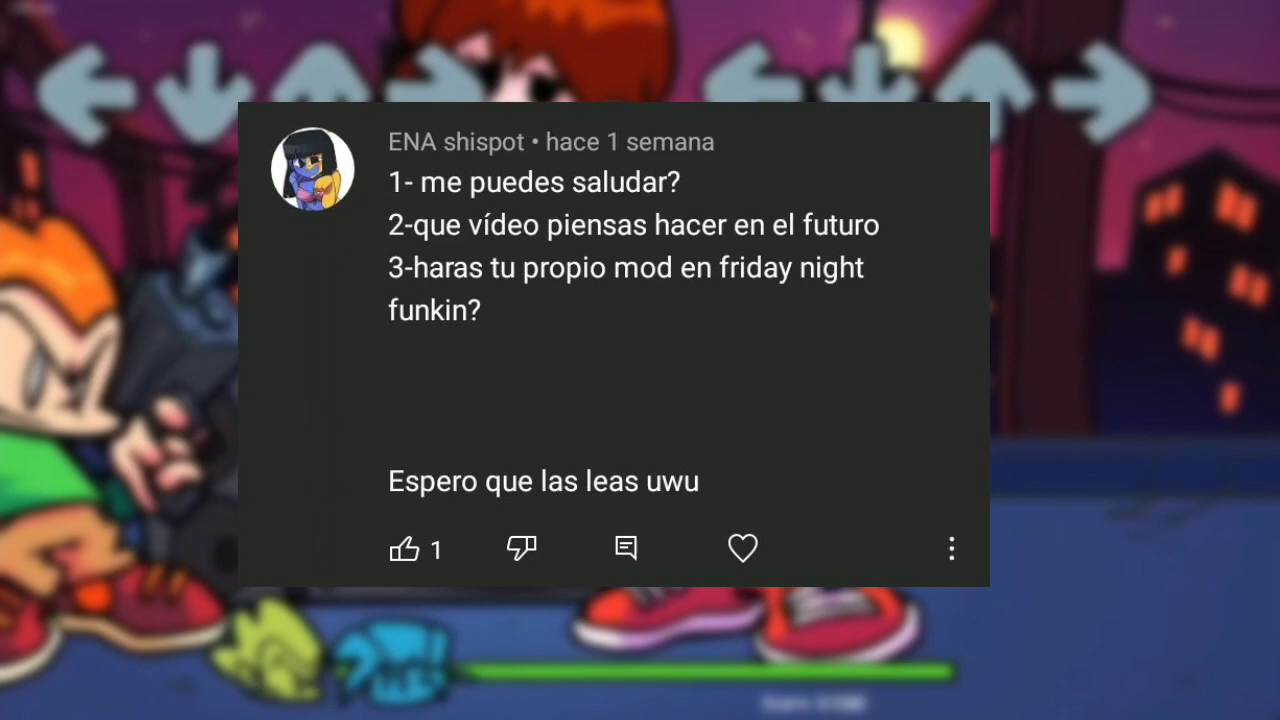 ENA shispot • hace 1 semana
1- me puedes saludar?
2-que vídeo piensas hacer en el futuro
3-haras tu propio mod en friday night
funkin?
Espero que las leas uwu
1